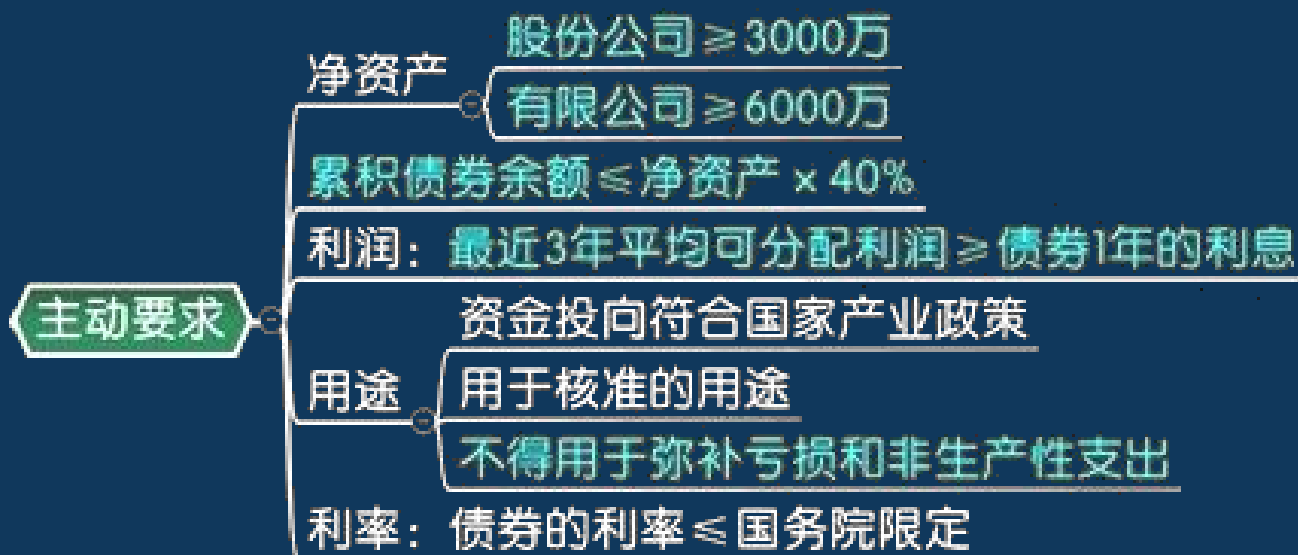 股份公司≥3000万
净资产
有限公司≥6000万
累积债券余额≤净资产×40%
利润：最近3年平均可分配利润≥债券1年的利息
主动要求
资金投向符合国家产业政策
用途
用于核准的用途
不得用于弥补亏损和非生产性支出
利率：债券的利率≤国务院限定